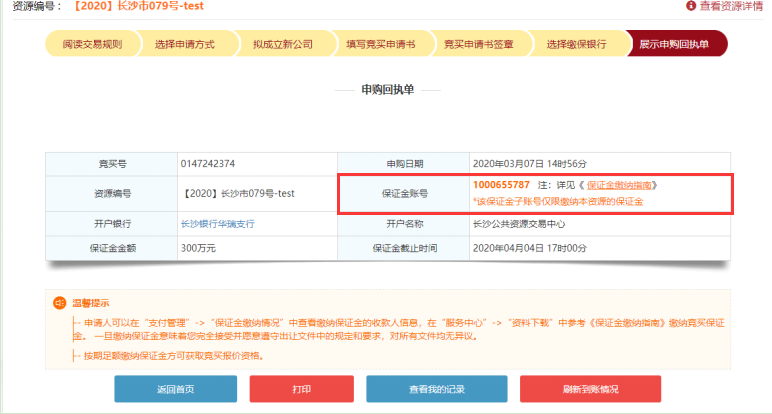 资源编号： 【2020】长沙市079号-test
查看资源详情
阅读交易规则 选择申请方式 拟成立新公司 填写竞买申请书 竞买申请书签章 选择缴保银行 展示申购回执单
申购回执单
竞买号 0147242374 申购日期 2020年03月07日 14时56分
资源编号 【2020】长沙市079号-test 保证金账号 1000655787 注：详见《 保证金缴纳指南》
*该保证金子账号仅限缴纳本资源的保证金
开户银行 长沙银行华瑞支行 开户名称 长沙公共资源交易中心
保证金金额 300万元 保证金截止时间 2020年04月04日 17时00分
温馨提示
-- 申请人可以在“支付管理”->“保证金缴纳情况”中查看缴纳保证金的收款人信息，在“服务中心”->“资料下载”中参考《保证金缴纳指南》缴纳竞买保证
金。一旦缴纳保证金意味着您完全接受并愿意遵守出让文件中的规定和要求，对所有文件均无异议。
-- 按期足额缴纳保证金方可获取竞买报价资格。
返回首页 打印 查看我的记录 刷新到账情况